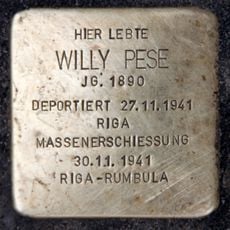 HIER LEBTE
WILLY PESE
JG. 1890
DEPORTIERT 27.11.1941
RIGA
MASSENERSCHIESSUNG
30.11.1941
RIGA-RUMBULA